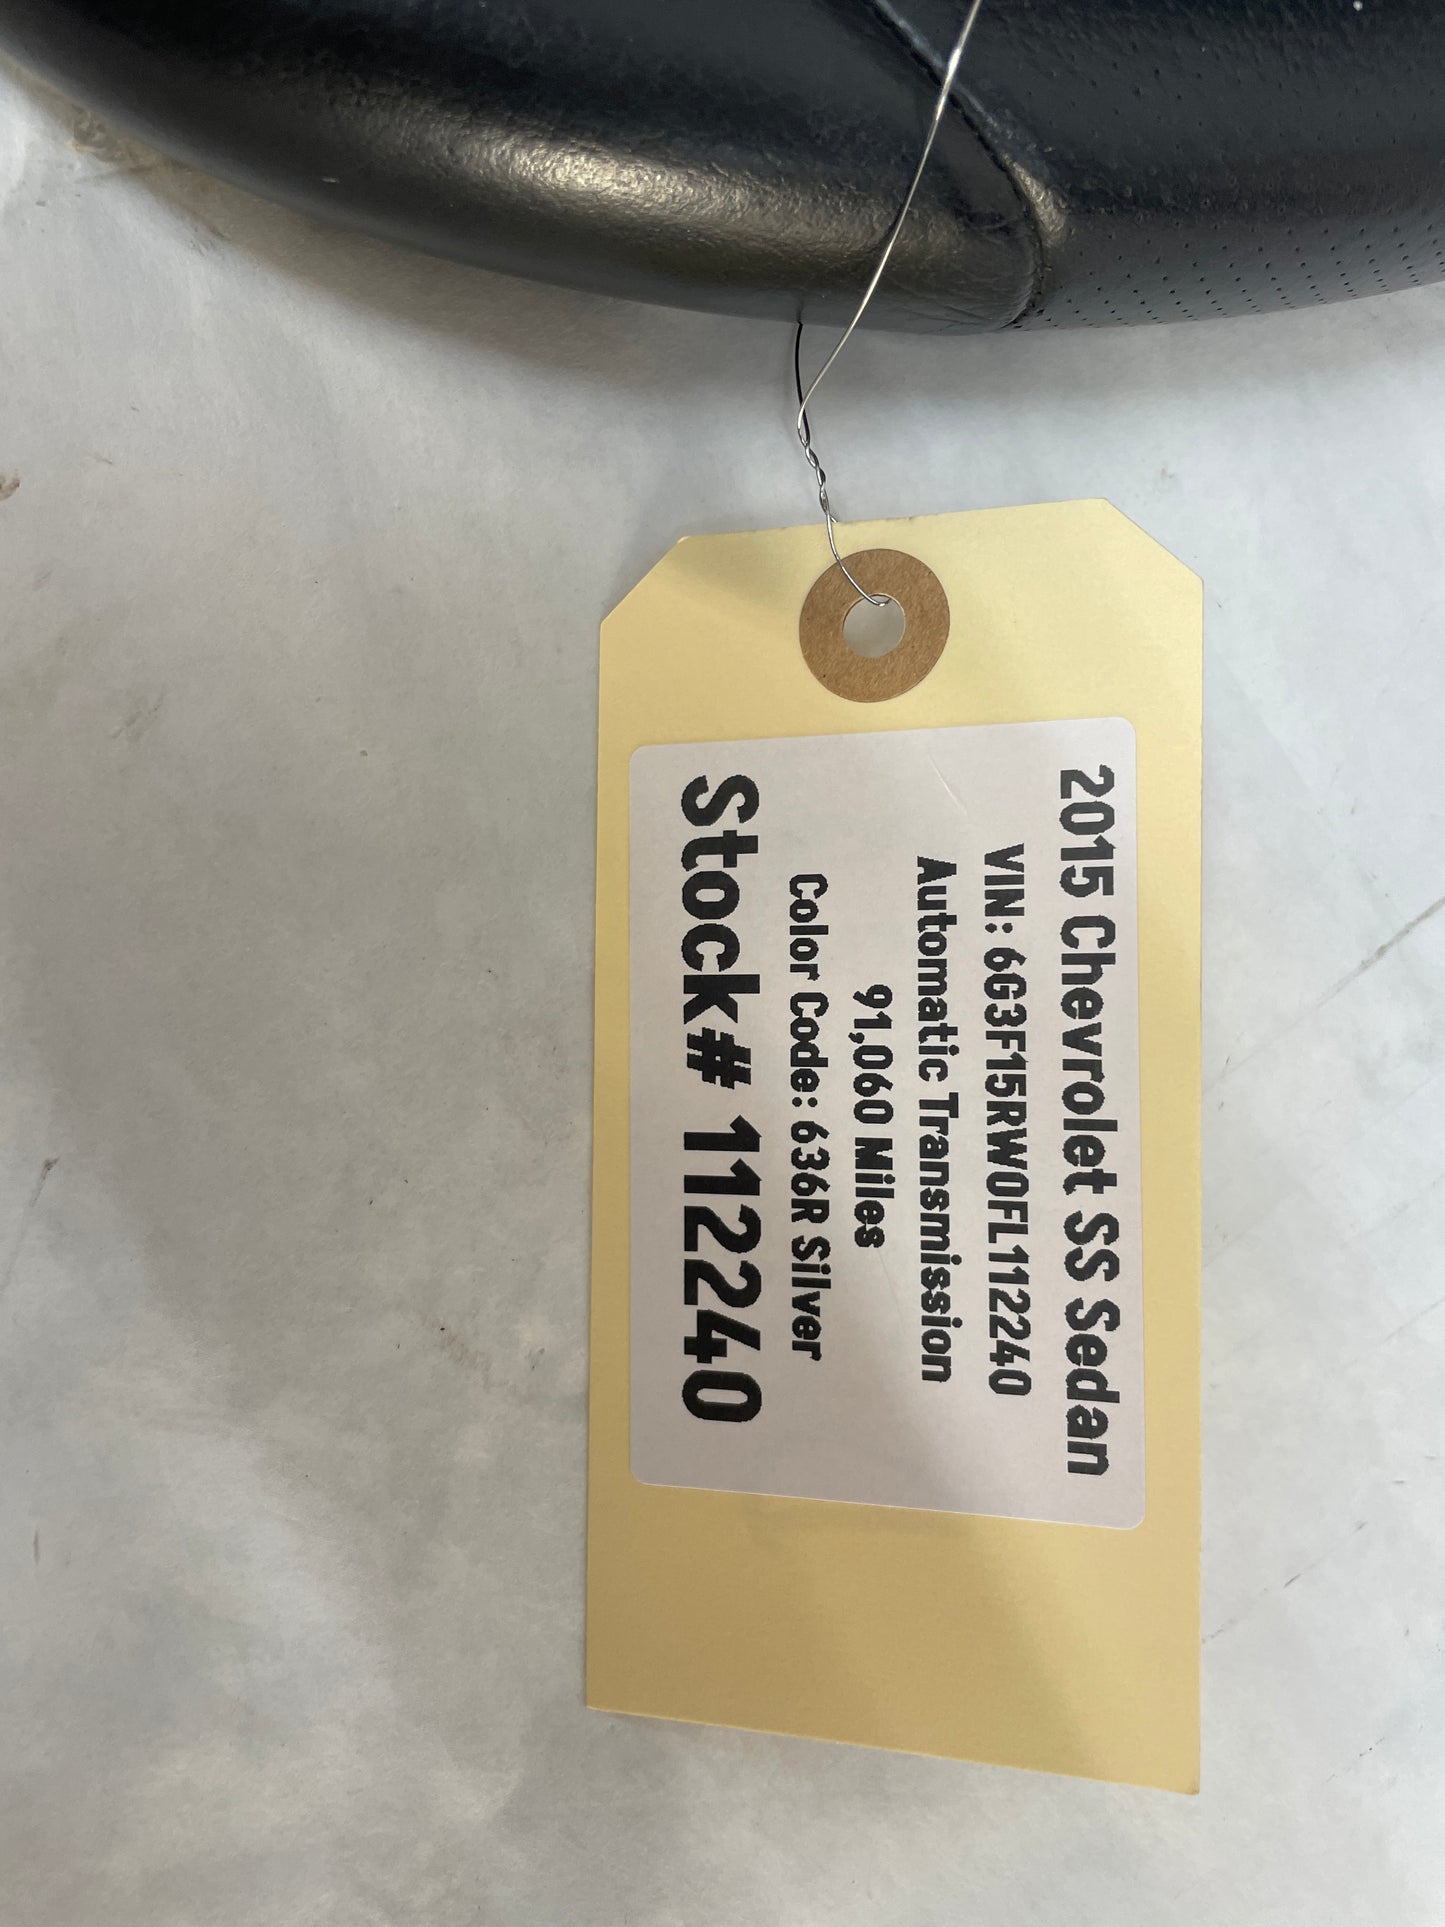 2015 Chevrolet SS Sedan
VIN: 6G3F15RW0FL112240
Automatic Transmission
91,060 Miles
Color Code: 636R Silver
Stock# 112240